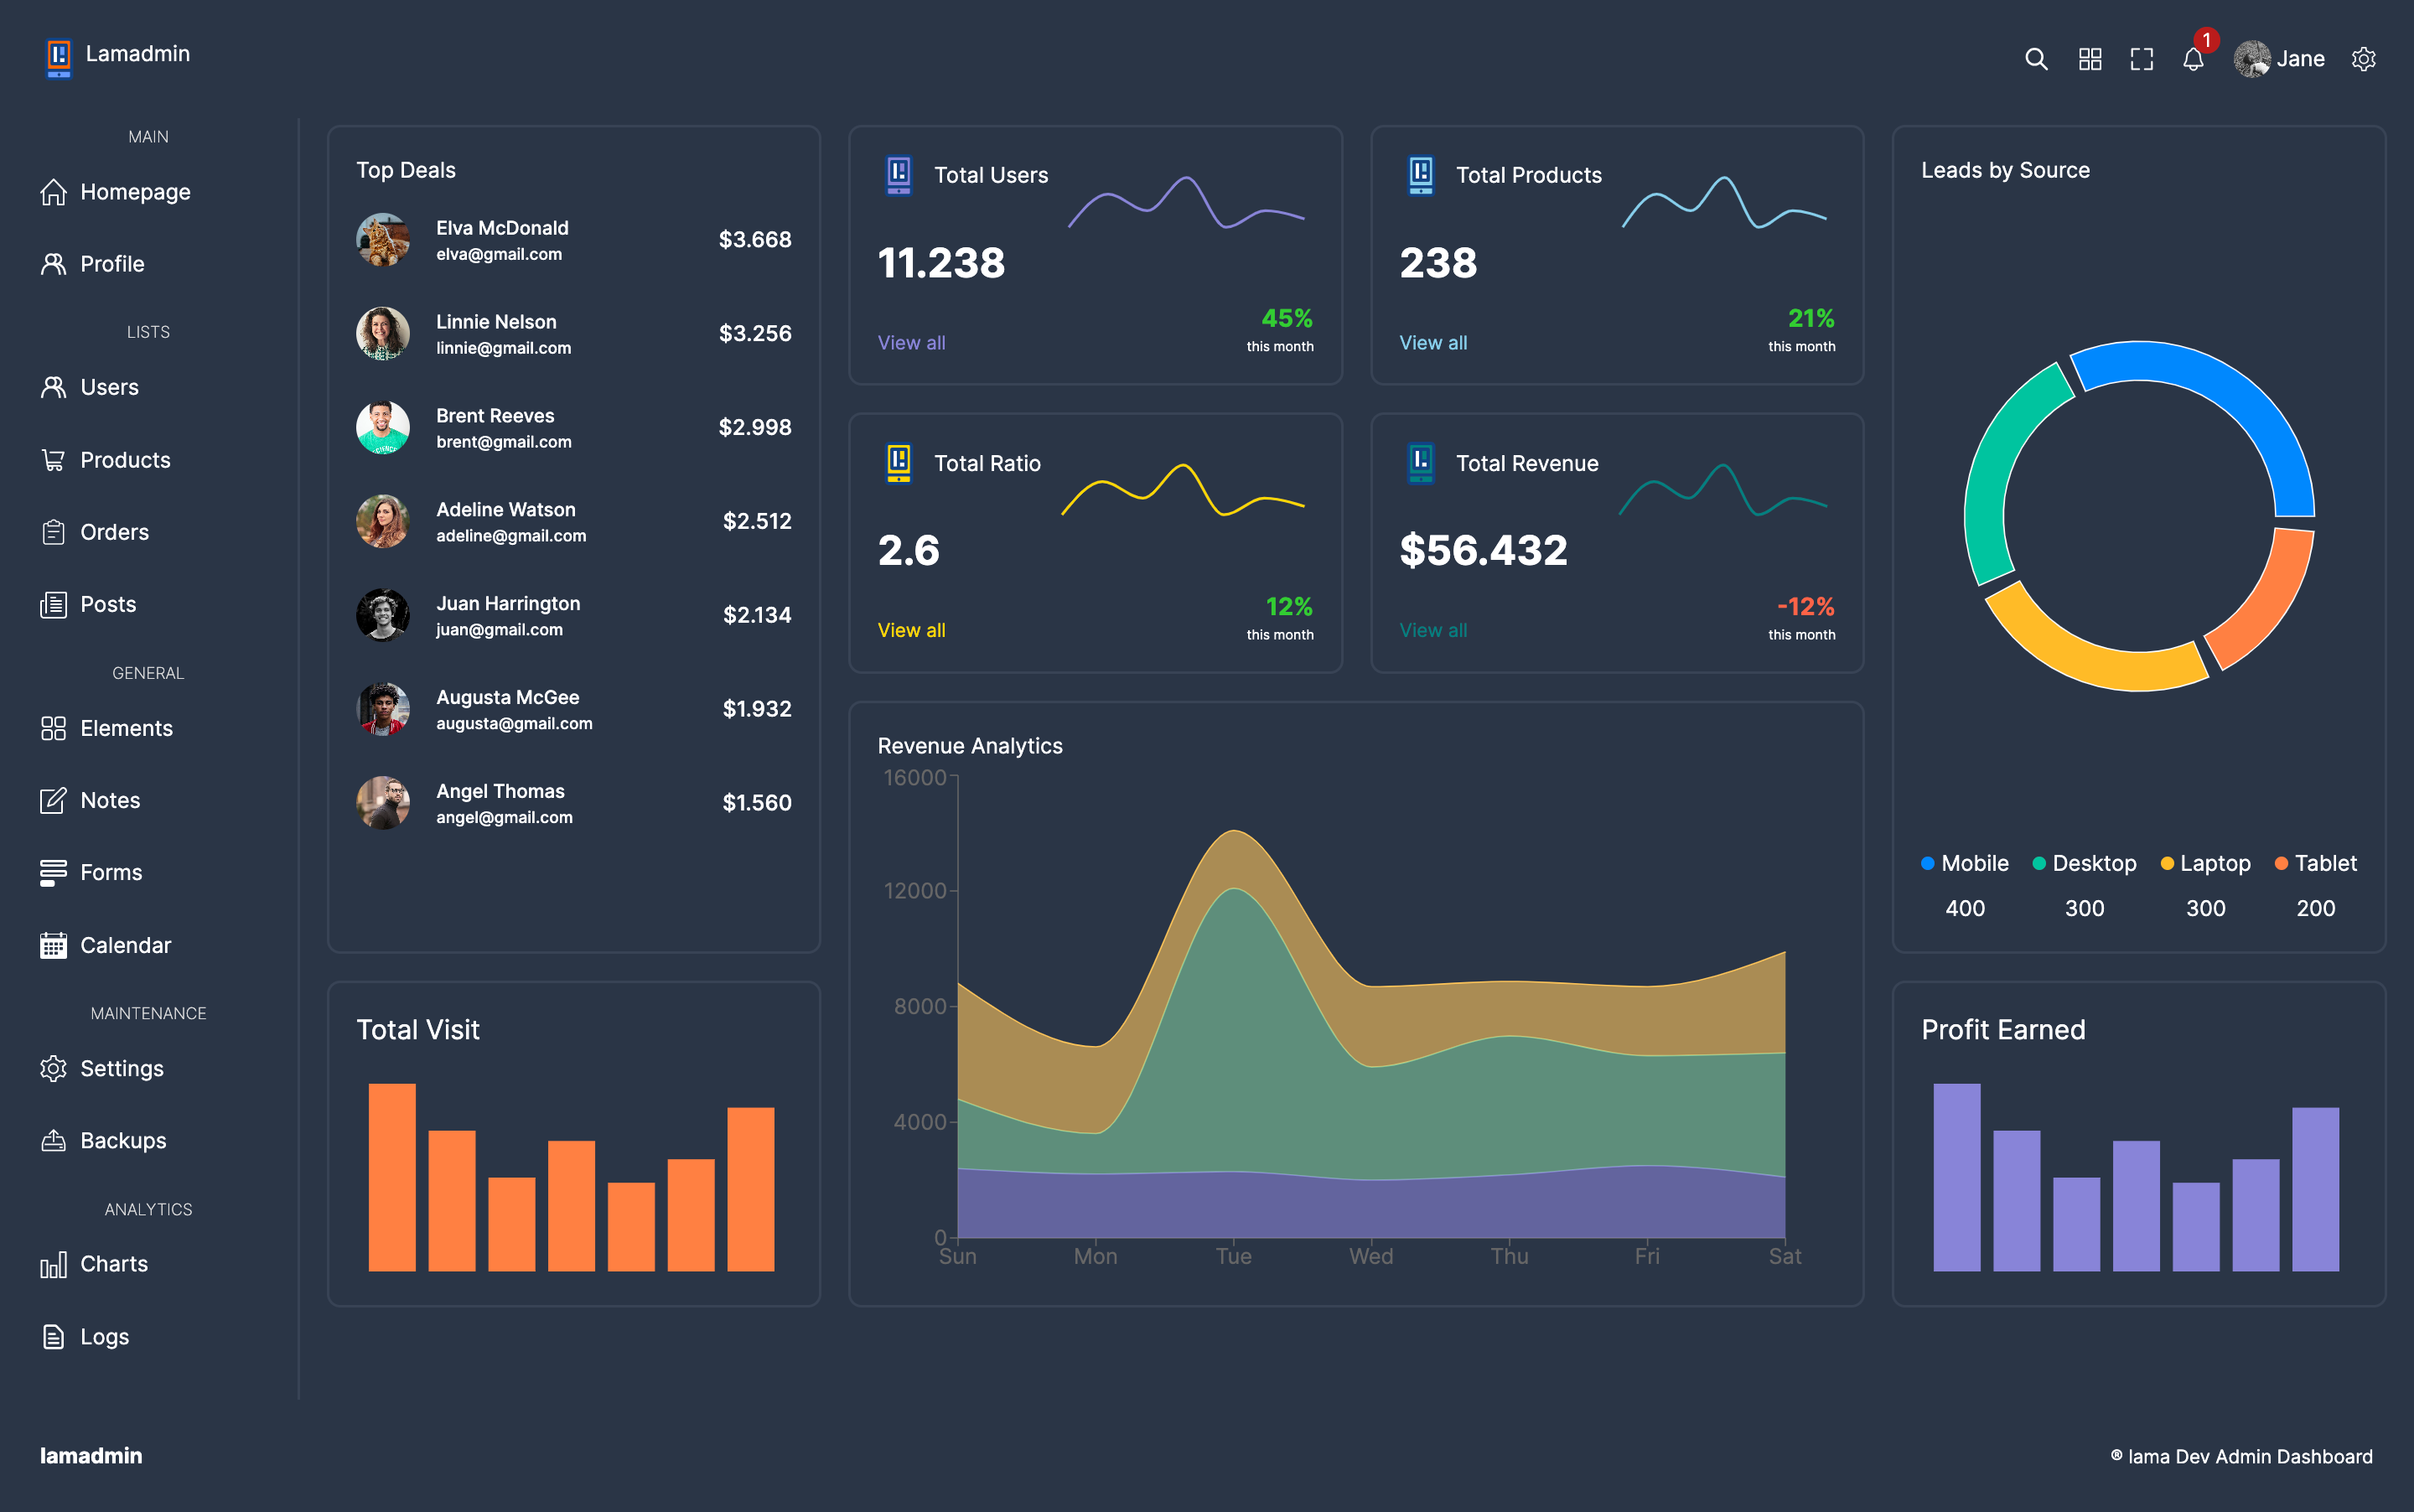 Lamadmin
1
Jane
MAIN
Homepage
Profile
LISTS
Users
Products
Orders
Posts
GENERAL
Elements
Notes
Forms
Calendar
MAINTENANCE
Settings
Backups
ANALYTICS
Charts
Logs
Top Deals
Elva McDonald
elva@gmail.com
$3.668
Linnie Nelson
linnie@gmail.com
$3.256
Brent Reeves
brent@gmail.com
$2.998
Adeline Watson
adeline@gmail.com
$2.512
Juan Harrington
juan@gmail.com
$2.134
Augusta McGee
augusta@gmail.com
$1.932
Angel Thomas
angel@gmail.com
$1.560
Total Visit
Total Users
11.238
View all
45%
this month
Total Products
238
View all
21%
this month
Total Ratio
2.6
View all
12%
this month
Total Revenue
$56.432
View all
-12%
this month
Revenue Analytics
16000
12000
8000
4000
0
Sun Mon Tue Wed Thu Fri Sat
Leads by Source
Mobile Desktop Laptop Tablet
400 300 300 200
Profit Earned
lamadmin
® lama Dev Admin Dashboard